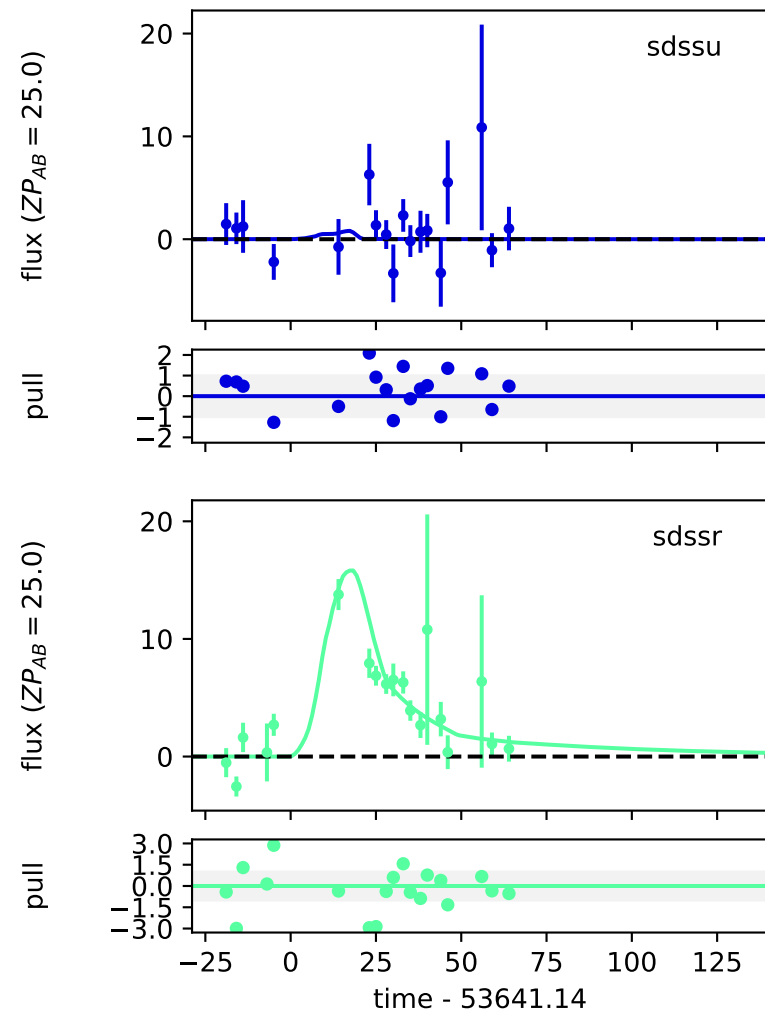 flux ($ZP_{AB}$ = 25.0)
20
10
0
sdssu
pull
2
1
0
−1
−2
flux ($ZP_{AB}$ = 25.0)
20
10
0
sdssr
pull
3.0
1.5
0.0
−1.5
−3.0
−25 0 25 50 75 100 125
time - 53641.14